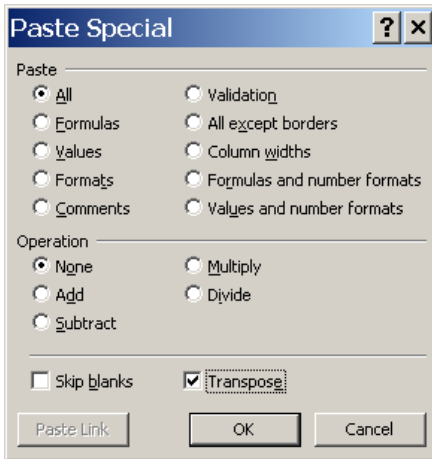 Paste Special
Paste
All
Validation
Formulas
All except borders
Values
Column widths
Formats
Formulas and number formats
Comments
Values and number formats
Operation
None
Multiply
Add
Divide
Subtract
Skip blanks
Transpose
Paste Link
OK
Cancel